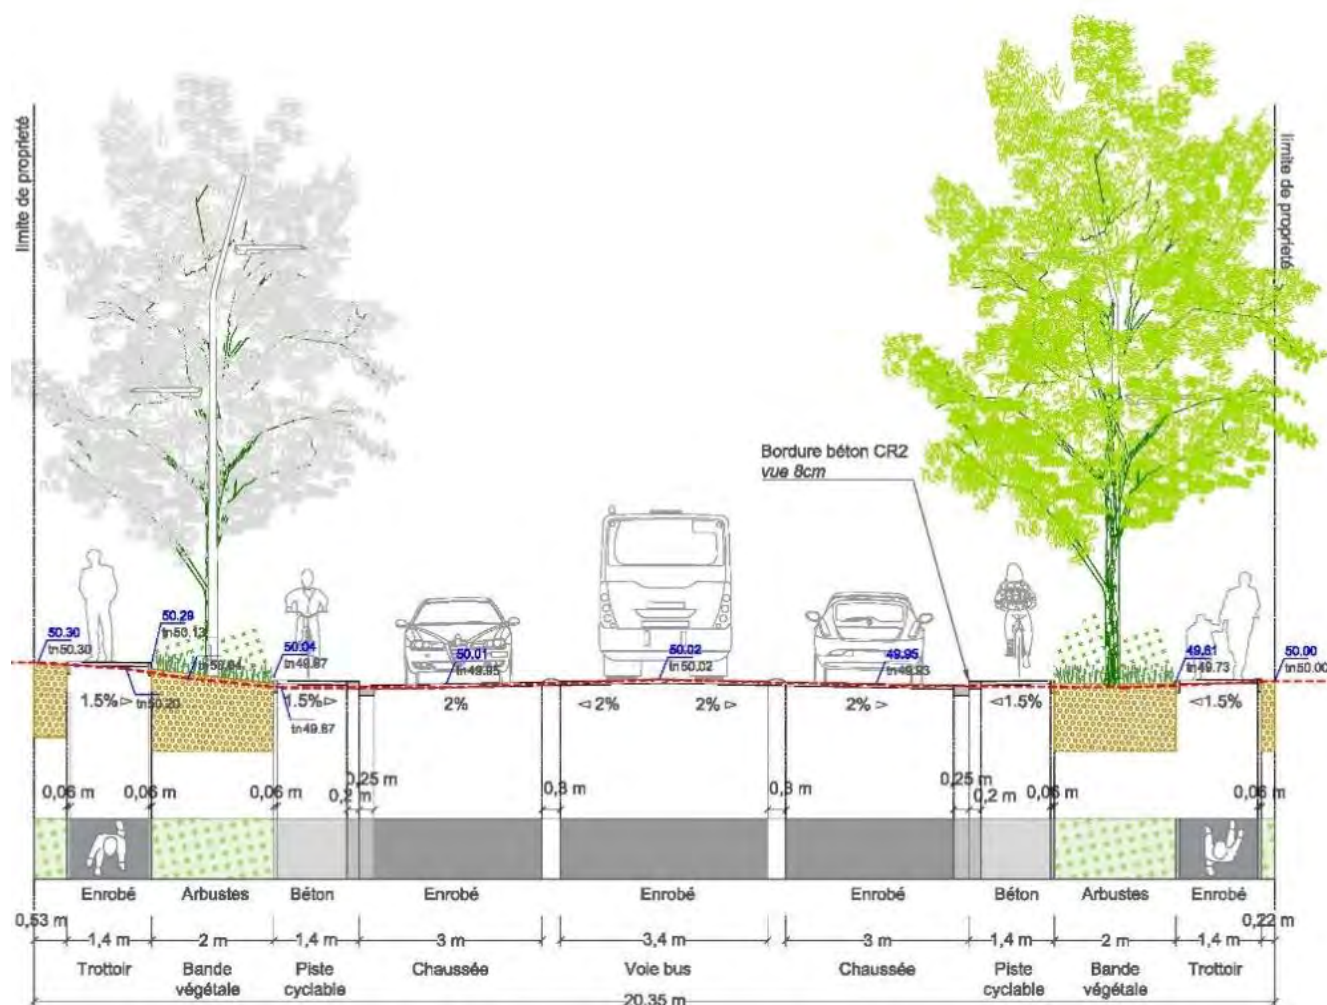 limite de proprieté
limite de proprieté
Bordure béton CR2
vue 8cm
50.30
tn50.30
50.29
tn50.13
50.04
tn49.87
50.01
tn49.95
50.02
tn50.02
49.95
tn49.93
49.81
tn49.73
50.00
tn50.00
1.5%
tn50.20
1.5%
2%
2%
2%
2%
1.5%
1.5%
tn49.87
0,06 m
0,06 m
0,06 m
0,25 m
0,2 m
0,3 m
0,3 m
0,25 m
0,2 m
0,06 m
0,06 m
Enrobé
Arbustes
Béton
Enrobé
Enrobé
Enrobé
Béton
Arbustes
Enrobé
0,53 m
1,4 m
2 m
1,4 m
3 m
3,4 m
3 m
1,4 m
2 m
1,4 m
0,22 m
Trottoir
Bande
végétale
Piste
cyclable
Chaussée
Voie bus
Chaussée
Piste
cyclable
Bande
végétale
Trottoir
20,35 m